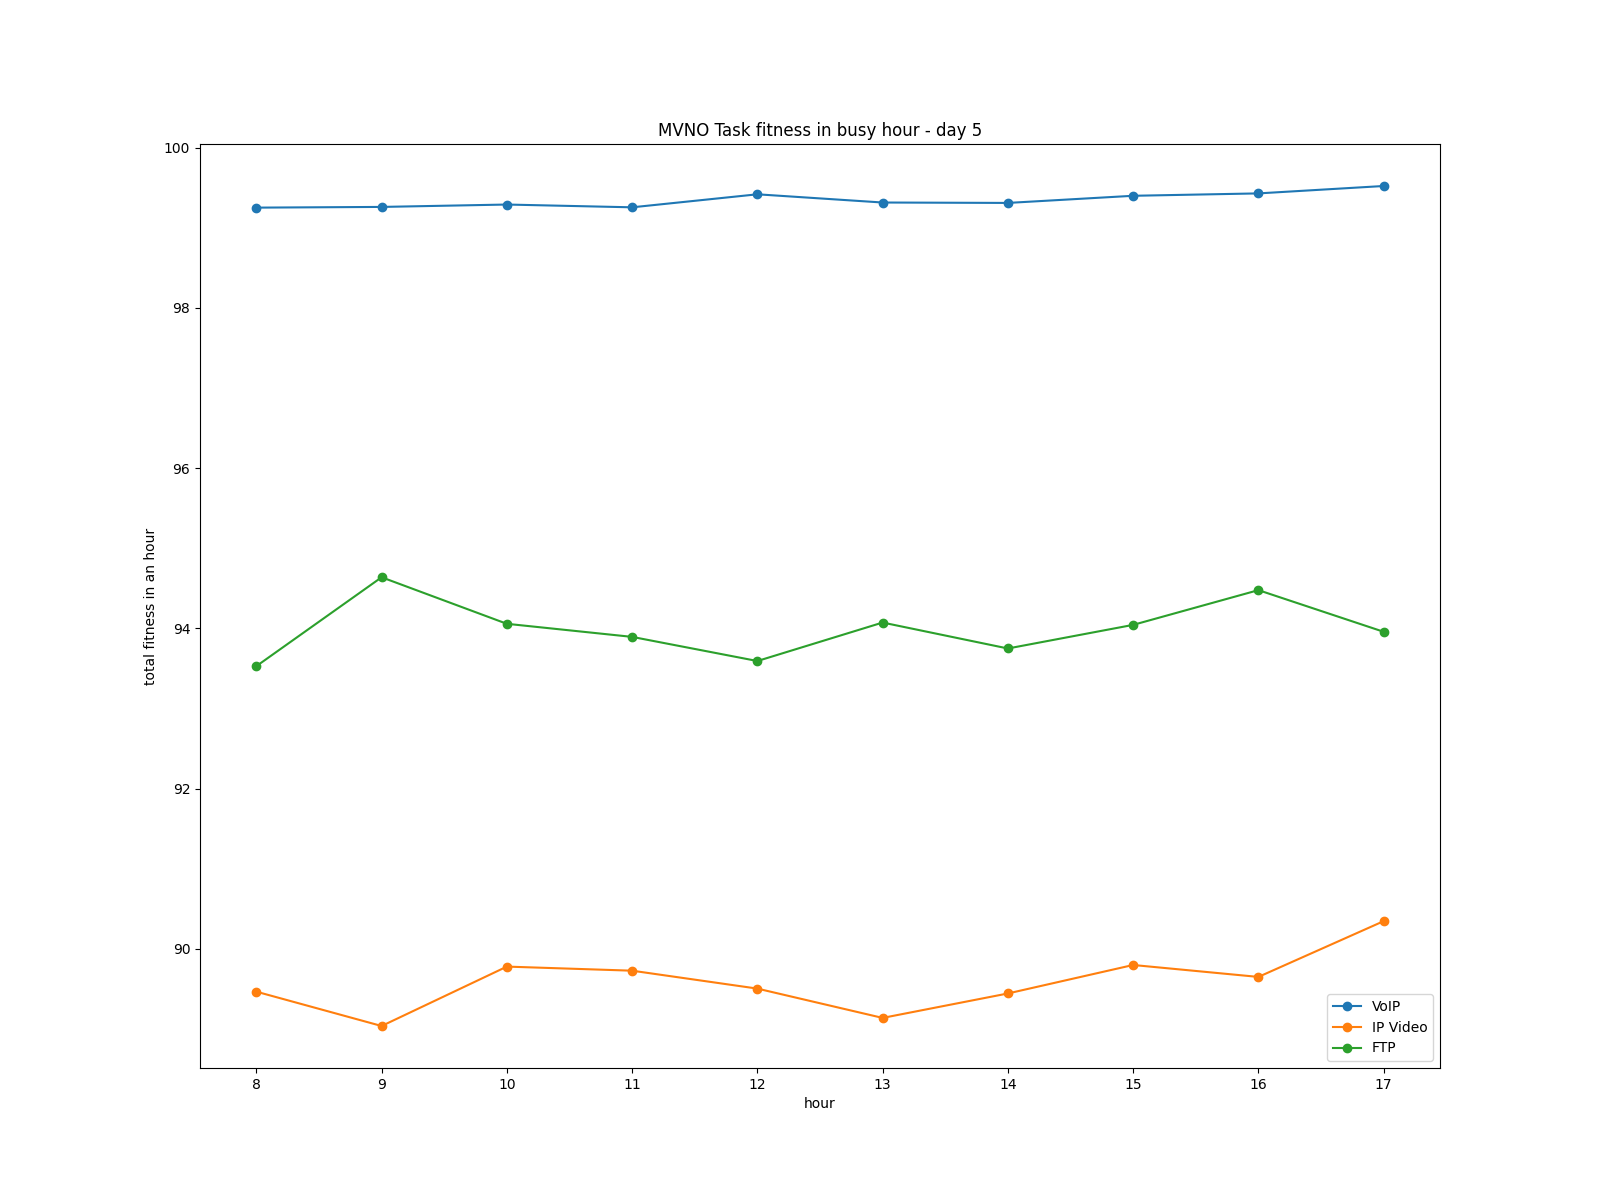 MVNO Task fitness in busy hour - day 5
100
98
96
94
92
90
total fitness in an hour
8 9 10 11 12 13 14 15 16 17
hour
VoIP
IP Video
FTP